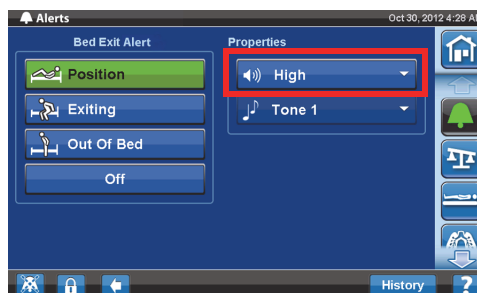 Alerts
Oct 30, 2012 4:28 A
Bed Exit Alert
Properties
Position
High
Exiting
Tone 1
Out Of Bed
Off
History
?